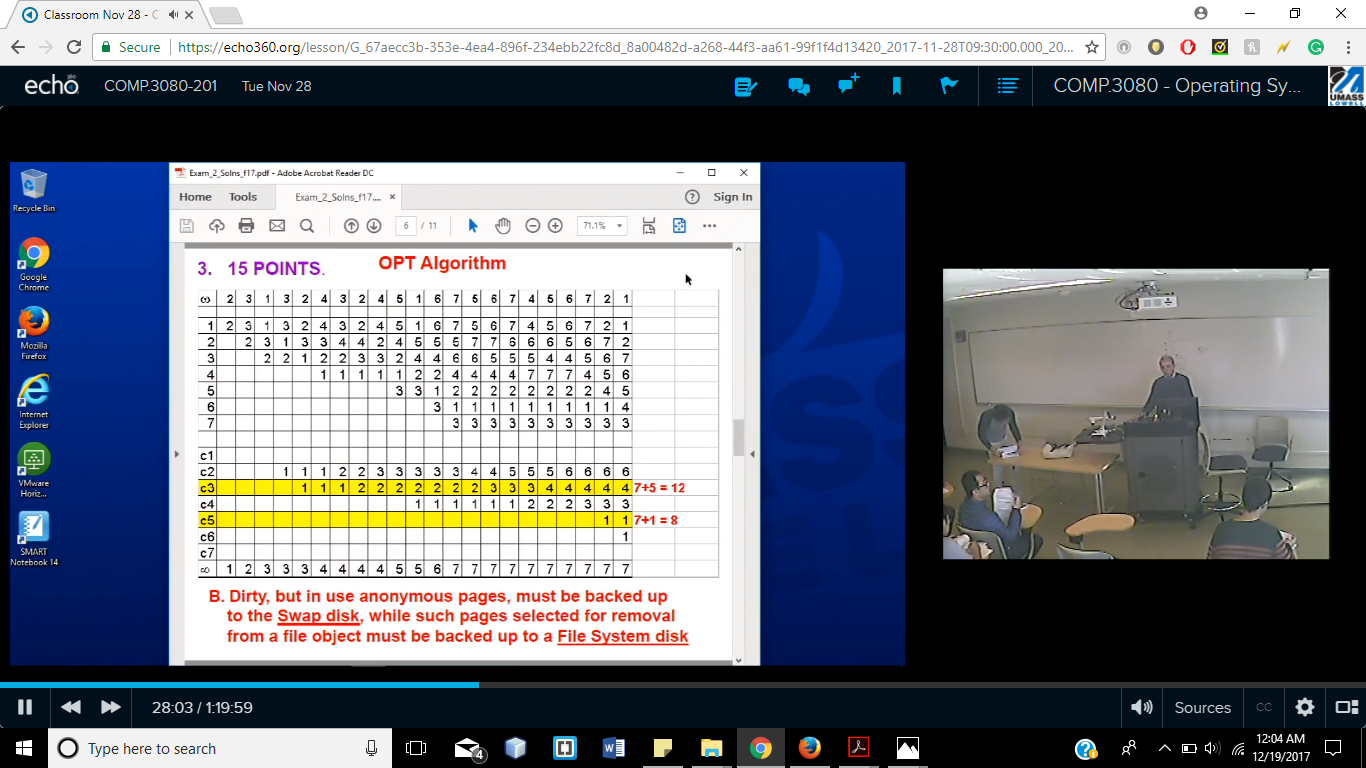 Classroom Nov 28 - C
Secure
https://echo360.org/lesson/G_67aecc3b-353e-4ea4-896f-234ebb22fc8d_8a00482d-a268-44f3-aa61-99f1f4d13420_2017-11-28T09:30:00.000_20...
echo 360
COMP.3080-201 Tue Nov 28
COMP.3080 - Operating Sy...
UMASS
LOWELL
Recycle Bin
Google
Chrome
Mozilla
Firefox
Internet
Explorer
VMware
Horiz...
SMART
Notebook 14
Exam_2_Solns_f17.pdf - Adobe Acrobat Reader DC
Home Tools Exam_2_Solns_f17.... × ? Sign In
6 / 11 71.1%
3. 15 POINTS. OPT Algorithm
ω 2 3 1 3 2 4 3 2 4 5 1 6 7 5 6 7 4 5 6 7 2 1
1 2 3 1 3 2 4 3 2 4 5 1 6 7 5 6 7 4 5 6 7 2 1
2 2 3 1 3 3 4 4 2 4 5 5 5 7 7 6 6 6 5 6 7 2
3 2 2 1 2 2 3 3 2 4 4 6 6 5 5 5 4 4 5 6 7
4 1 1 1 1 1 2 2 4 4 4 4 7 7 7 4 5 6
5 3 3 1 2 2 2 2 2 2 2 2 4 5
6 3 1 1 1 1 1 1 1 1 1 4
7 3 3 3 3 3 3 3 3 3 3
c1
c2 1 1 1 2 2 3 3 3 3 3 4 4 5 5 5 6 6 6 6
c3 1 1 1 2 2 2 2 2 2 2 3 3 3 4 4 4 4 4 7+5 = 12
c4 1 1 1 1 1 1 2 2 2 3 3 3
c5 1 1 7+1 = 8
c6 1
c7
∞ 1 2 3 3 3 4 4 4 4 5 5 6 7 7 7 7 7 7 7 7 7 7
B. Dirty, but in use anonymous pages, must be backed up
to the Swap disk, while such pages selected for removal
from a file object must be backed up to a File System disk
28:03 / 1:19:59
Sources CC
Type here to search
4
12:04 AM
12/19/2017